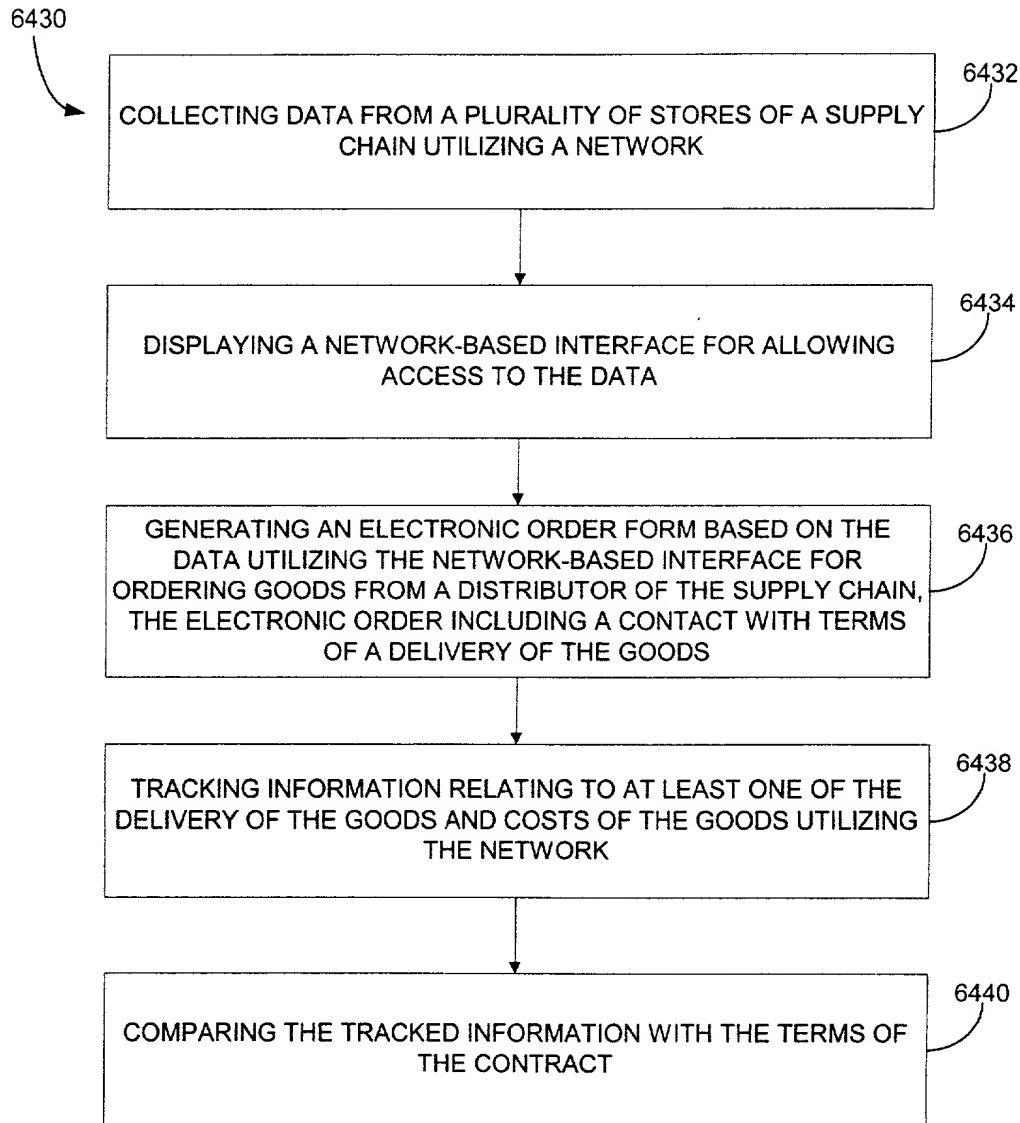 6430
6432
COLLECTING DATA FROM A PLURALITY OF STORES OF A SUPPLY
CHAIN UTILIZING A NETWORK
6434
DISPLAYING A NETWORK-BASED INTERFACE FOR ALLOWING
ACCESS TO THE DATA
6436
GENERATING AN ELECTRONIC ORDER FORM BASED ON THE
DATA UTILIZING THE NETWORK-BASED INTERFACE FOR
ORDERING GOODS FROM A DISTRIBUTOR OF THE SUPPLY CHAIN,
THE ELECTRONIC ORDER INCLUDING A CONTACT WITH TERMS
OF A DELIVERY OF THE GOODS
6438
TRACKING INFORMATION RELATING TO AT LEAST ONE OF THE
DELIVERY OF THE GOODS AND COSTS OF THE GOODS UTILIZING
THE NETWORK
6440
COMPARING THE TRACKED INFORMATION WITH THE TERMS OF
THE CONTRACT